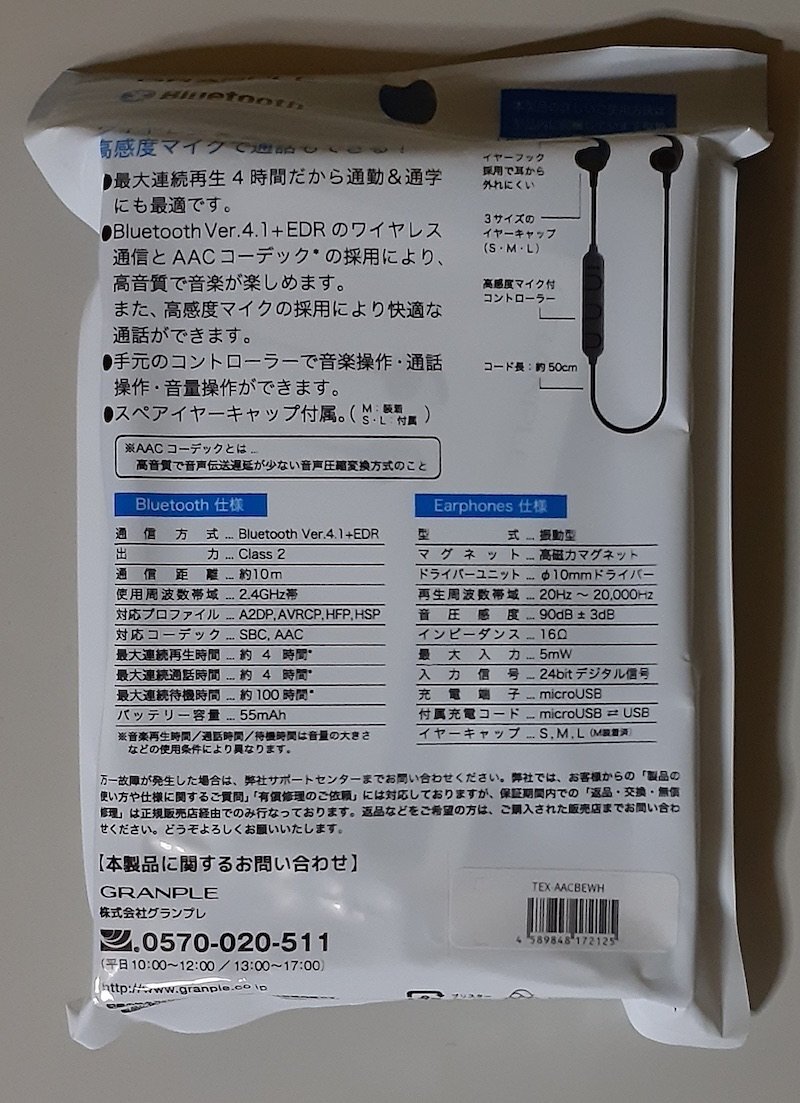 Bluetooth
高感度マイクで通話もできる!
●最大連続再生4時間だから通勤&通学
にも最適です。
●Bluetooth Ver.4.1+EDRのワイヤレス
通信とAACコーデック*の採用により、
高音質で音楽が楽しめます。
また、高感度マイクの採用により快適な
通話ができます。
●手元のコントローラーで音楽操作・通話
操作・音量操作ができます。
●スペアイヤーキャップ付属。(M:装着 S・L:付属)
※AACコーデックとは…
高音質で音声伝送遅延が少ない音声圧縮変換方式のこと
イヤーフック
採用で耳から
外れにくい
3サイズの
イヤーキャップ
(S・M・L)
高感度マイク付
コントローラー
コード長:約50cm
Bluetooth 仕様
通信方式…Bluetooth Ver.4.1+EDR
出力…Class 2
通信距離…約10m
使用周波数帯域…2.4GHz帯
対応プロファイル…A2DP,AVRCP,HFP,HSP
対応コーデック…SBC, AAC
最大連続再生時間…約 4 時間*
最大連続通話時間…約 4 時間*
最大連続待機時間…約100時間*
バッテリー容量…55mAh
※音楽再生時間/通話時間/待機時間は音量の大きさ
などの使用条件により異なります。
Earphones 仕様
型式…振動型
マグネット…高磁力マグネット
ドライバーユニット…φ10mmドライバー
再生周波数帯域…20Hz ~ 20,000Hz
音圧感度…90dB ± 3dB
インピーダンス…16Ω
最大入力…5mW
入力信号…24bit デジタル信号
充電端子…microUSB
付属充電コード…microUSB ⇄ USB
イヤーキャップ…S, M, L (M装着済)
万一故障が発生した場合は、弊社サポートセンターまでお問い合わせください。弊社では、お客様からの「製品の
使い方や仕様に関するご質問」「有償修理のご依頼」には対応しておりますが、保証期間内での「返品・交換・無償
修理」は正規販売店経由でのみ行なっております。返品などをご希望の方は、ご購入された販売店までお問い合わ
せください。どうぞよろしくお願いいたします。
【本製品に関するお問い合わせ】
GRANPLE
株式会社グランプレ
0570-020-511
(平日10:00~12:00 / 13:00~17:00)
http://www.granple.co.jp
TEX-AACBEWH
4 589848 172125